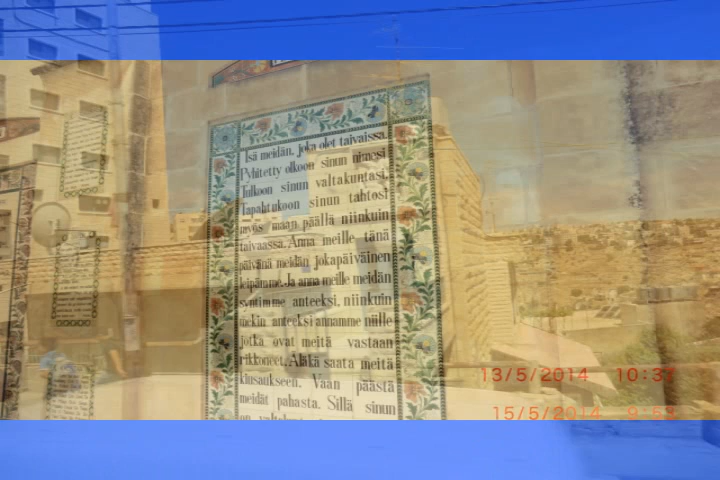 Isä meidän, joka olet taivaissa.
Pyhitetty olkoon sinun nimesi
Tulkoon sinun valtakuntasi,
Tapahtukoon sinun tahtosi
myös maan päällä niinkuin
taivaassa. Anna meille tänä
päivänä meidän jokapäiväinen
leipämme. Ja anna meille meidän
syntimme anteeksi, niinkuin
mekin anteeksi annamme niille
jotka ovat meitä vastaan
rikkoneet. Äläkä saata meitä
kiusaukseen. Vaan päästä
meidät pahasta. Sillä sinun
13/5/2014 10:37
15/5/2014